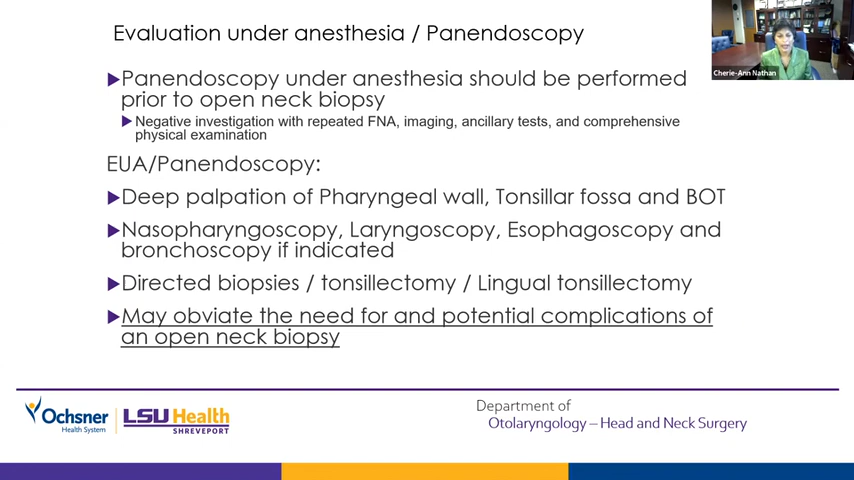 Evaluation under anesthesia / Panendoscopy
Cherie-Ann Nathan
▶Panendoscopy under anesthesia should be performed
prior to open neck biopsy
▶Negative investigation with repeated FNA, imaging, ancillary tests, and comprehensive
physical examination
EUA/Panendoscopy:
▶Deep palpation of Pharyngeal wall, Tonsillar fossa and BOT
▶Nasopharyngoscopy, Laryngoscopy, Esophagoscopy and
bronchoscopy if indicated
▶Directed biopsies / tonsillectomy / Lingual tonsillectomy
▶May obviate the need for and potential complications of
an open neck biopsy
Ochsner
Health System
LSU Health
SHREVEPORT
Department of
Otolaryngology – Head and Neck Surgery